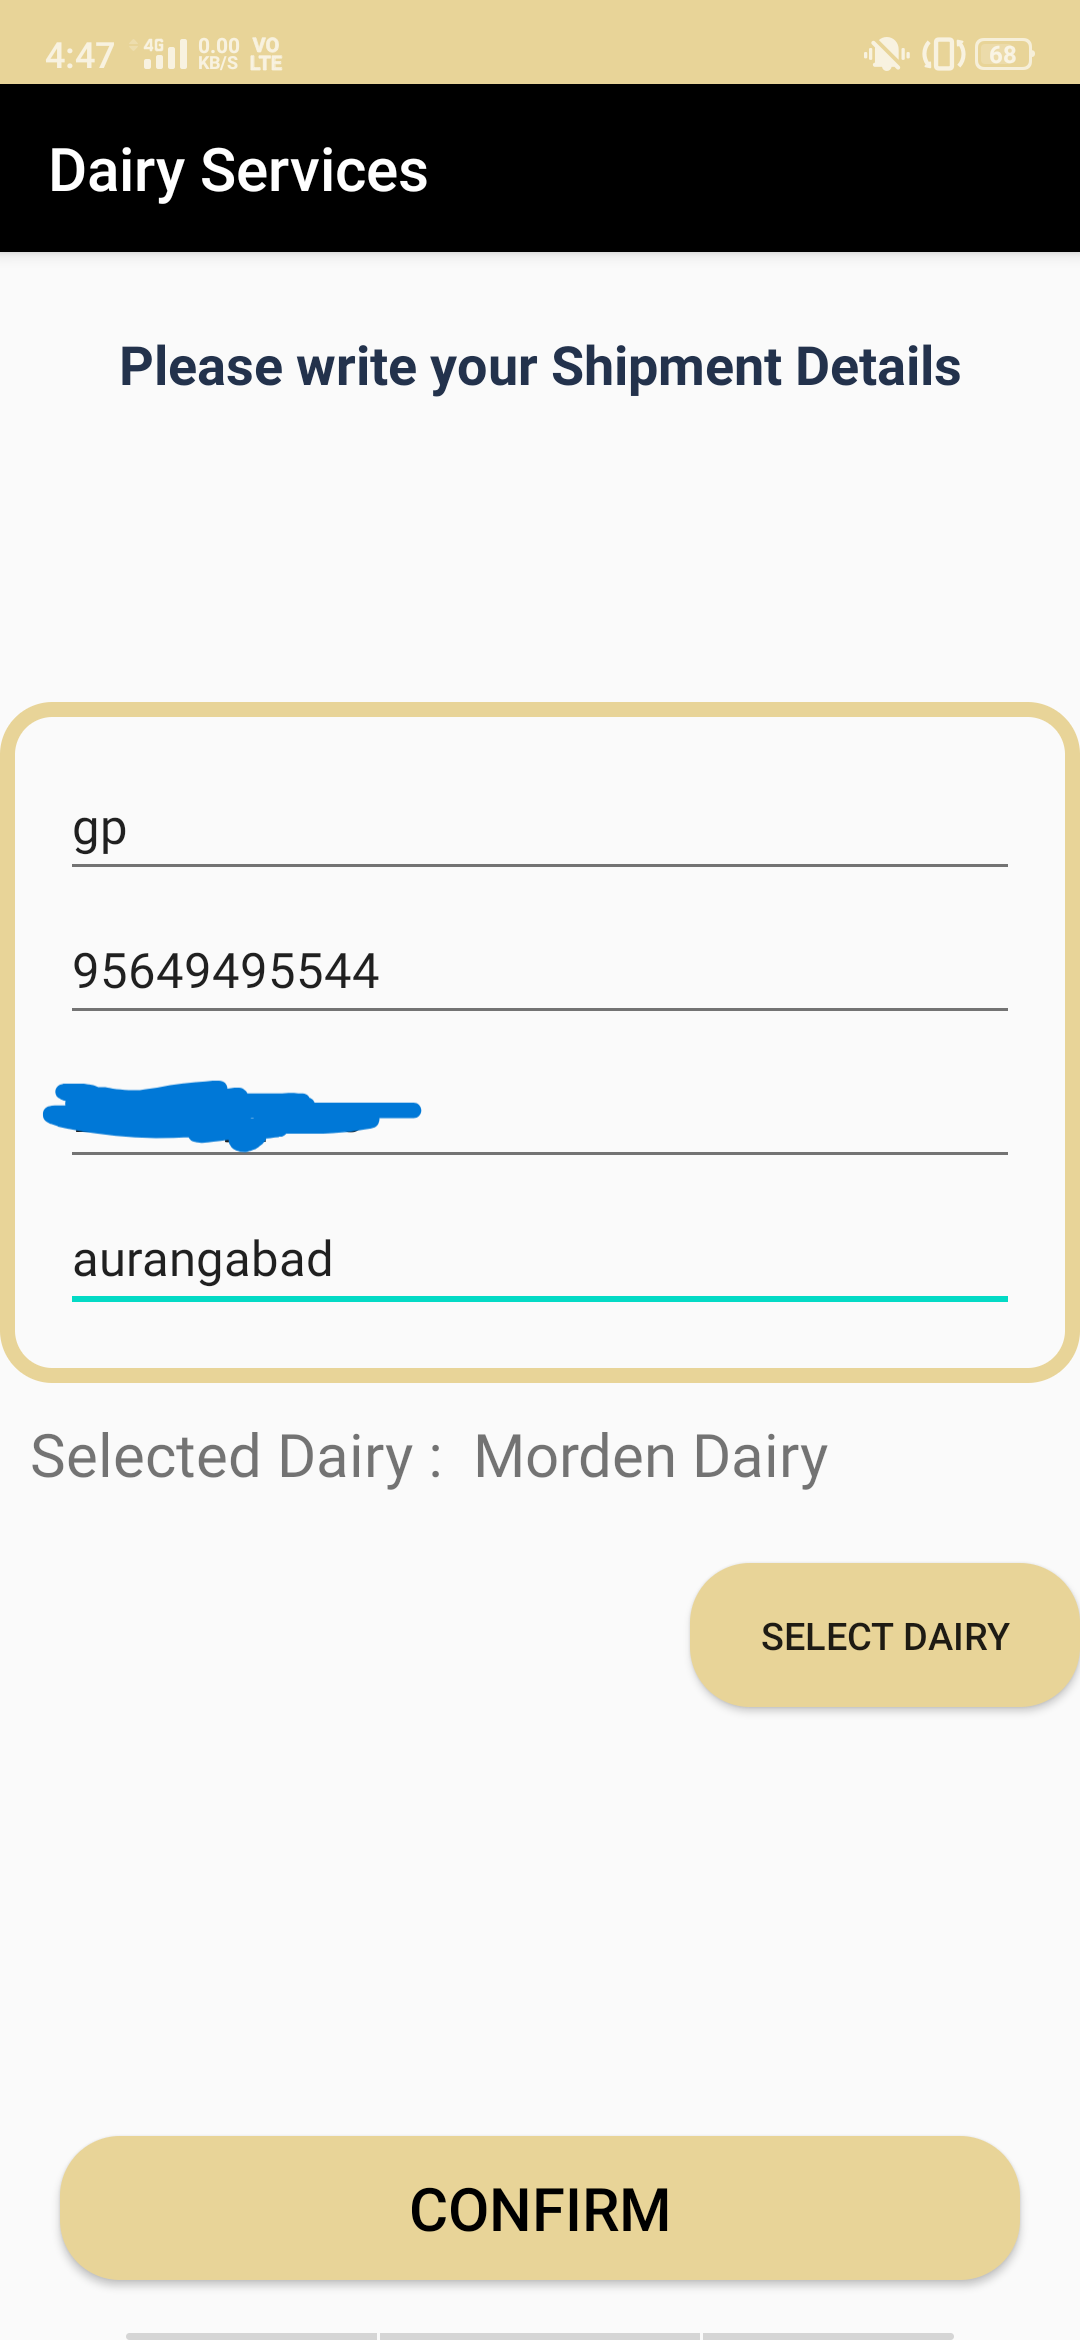 4:47 4G 0.00 KB/S VO LTE 68
Dairy Services
Please write your Shipment Details
gp
95649495544
aurangabad
Selected Dairy : Morden Dairy
SELECT DAIRY
CONFIRM